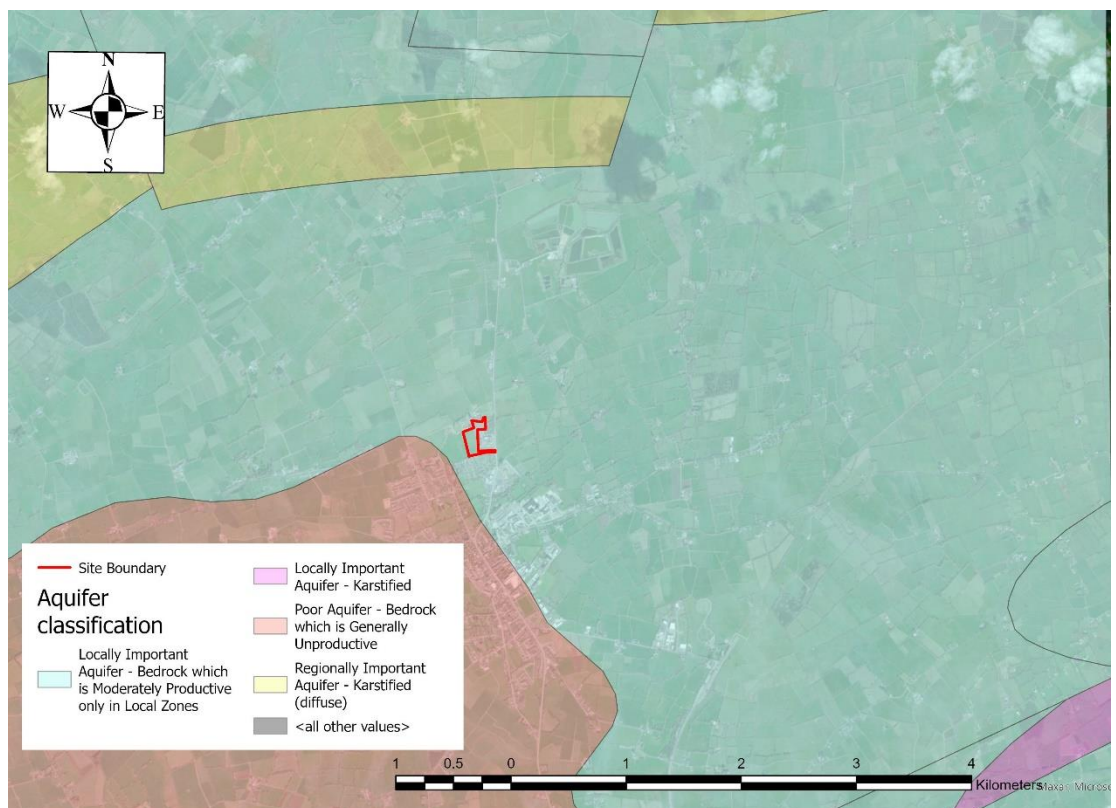 N
W E
S
Site Boundary
Aquifer
classification
Locally Important
Aquifer - Bedrock which
is Moderately Productive
only in Local Zones
Locally Important
Aquifer - Karstified
Poor Aquifer - Bedrock
which is Generally
Unproductive
Regionally Important
Aquifer - Karstified
(diffuse)
<all other values>
1 0.5 0 1 2 3 4
Kilometers
Maxar, Microso